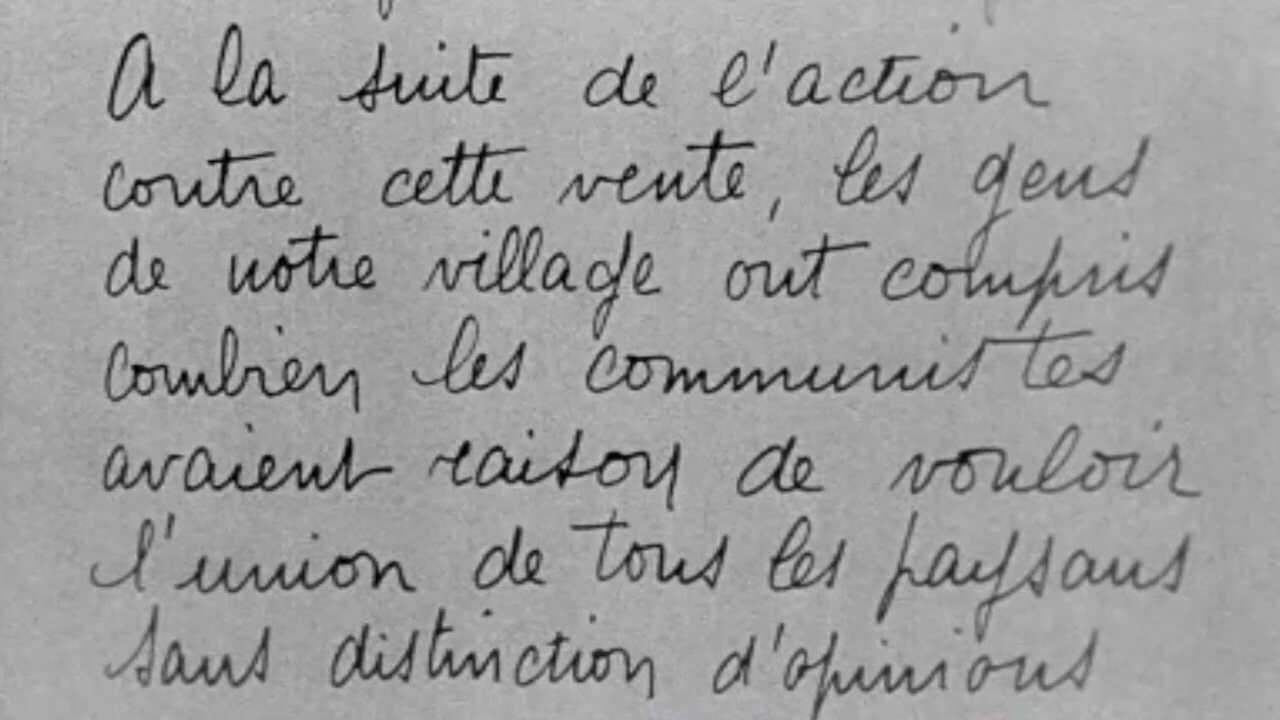 A la suite de l'action
contre cette vente, les gens
de notre village ont compris
combien les communistes
avaient raison de vouloir
l'union de tous les paysans
sans distinction d'opinions